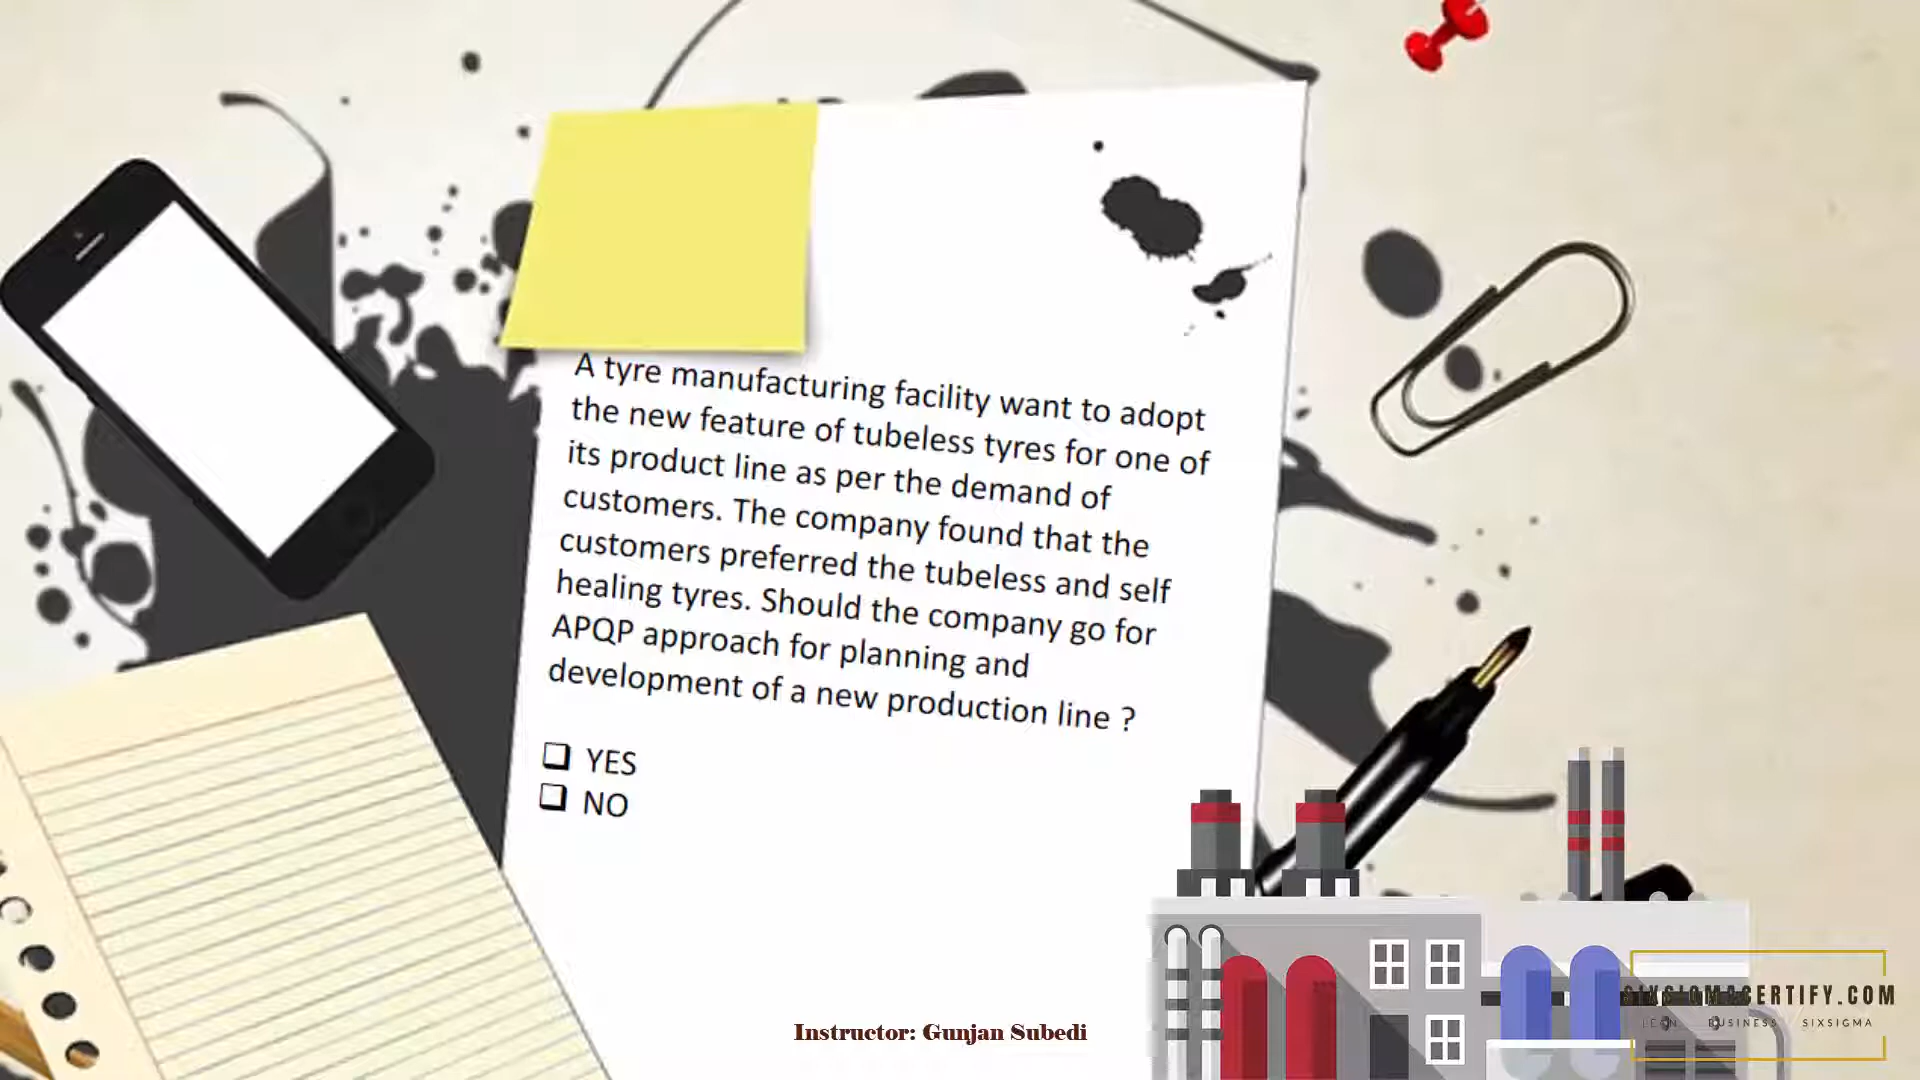 A tyre manufacturing facility want to adopt
the new feature of tubeless tyres for one of
its product line as per the demand of
customers. The company found that the
customers preferred the tubeless and self
healing tyres. Should the company go for
APQP approach for planning and
development of a new production line ?
❑ YES
❑ NO
Instructor: Gunjan Subedi
SIXSIGMACERTIFY.COM
LEAN BUSINESS SIXSIGMA